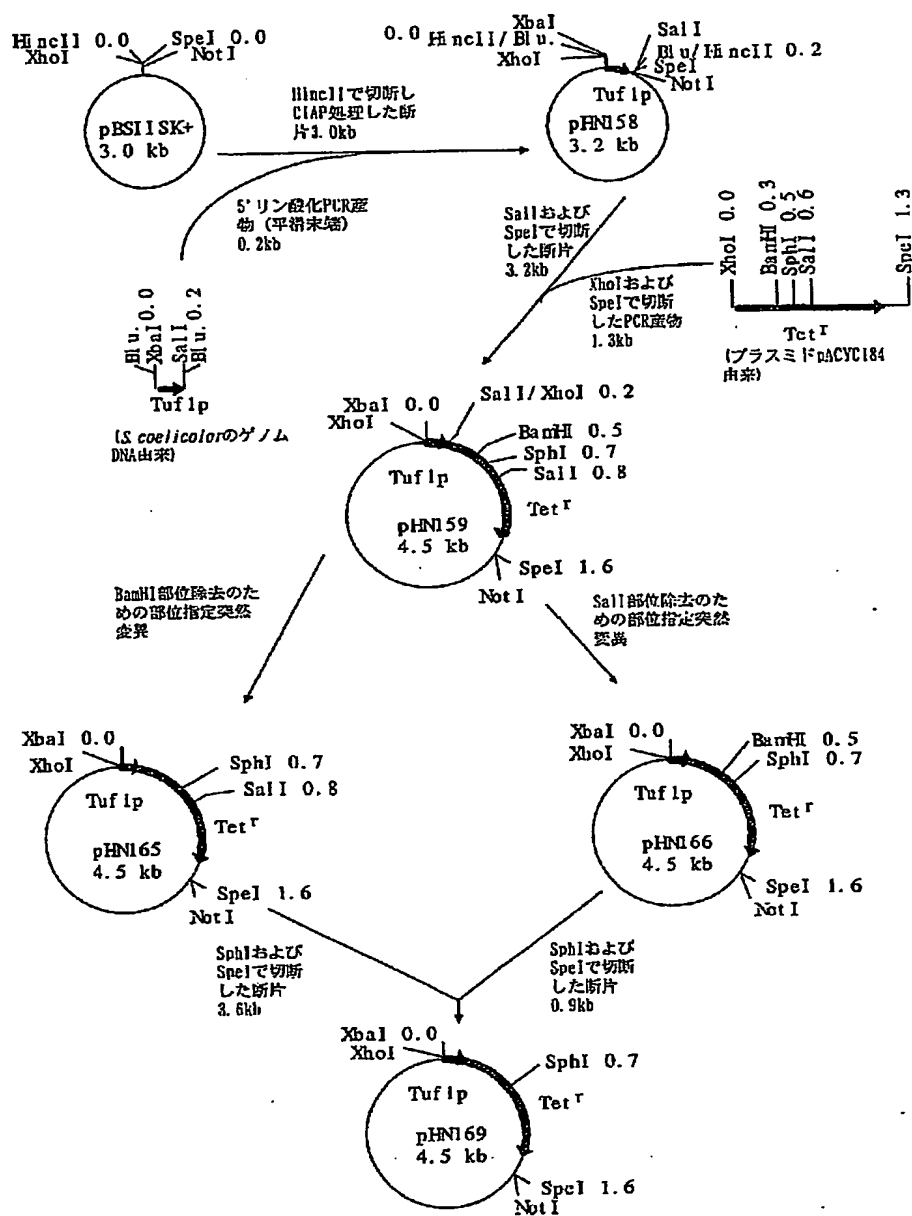 HincII 0.0
XhoI
SpeI 0.0
NotI
pBSIISK+
3.0 kb
HincIIで切断し
CIAP処理した断
片3.0kb
5'リン酸化PCR産
物（平滑末端）
0.2kb
XbaI
0.0 HincII/Blu.
XhoI
SalI
Blu/HincII 0.2
SpeI
NotI
Tuf1p
pHN158
3.2 kb
Blu.
XbaI 0.0
SalI
Blu. 0.2
Tuf1p
(S. coelicolorのゲノム
DNA由来)
SalIおよび
SpeIで切断
した断片
3.2kb
XhoIおよび
SpeIで切断
したPCR産物
1.3kb
XhoI 0.0
BamHI 0.3
SphI 0.5
SalI 0.6
SpeI 1.3
Tetr
(プラスミドpACYC184
由来)
XbaI 0.0
XhoI
SalI/XhoI 0.2
BamHI 0.5
SphI 0.7
SalI 0.8
Tuf1p
Tetr
pHN159
4.5 kb
SpeI 1.6
NotI
BamHI部位除去のた
めの部位指定突然
変異
SalI部位除去のた
めの部位指定突然
変異
XbaI 0.0
XhoI
SphI 0.7
SalI 0.8
Tuf1p
Tetr
pHN165
4.5 kb
SpeI 1.6
NotI
XbaI 0.0
XhoI
BamHI 0.5
SphI 0.7
Tuf1p
Tetr
pHN166
4.5 kb
SpeI 1.6
NotI
SphIおよび
SpeIで切断
した断片
3.6kb
SphIおよび
SpeIで切断
した断片
0.9kb
XbaI 0.0
XhoI
SphI 0.7
Tuf1p
Tetr
pHN169
4.5 kb
SpeI 1.6
NotI